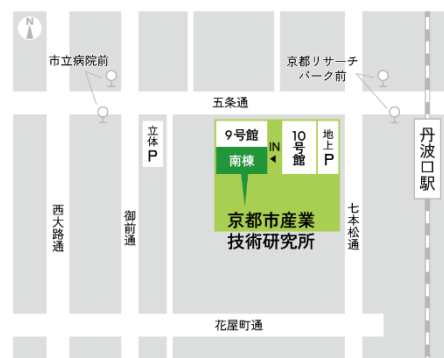 N
市立病院前
京都リサーチ
パーク前
五条通
立体
P
9号館
南棟
IN
10
号
館
地上
P
丹波口駅
京都市産業
技術研究所
西大路通
御前通
七本松通
花屋町通